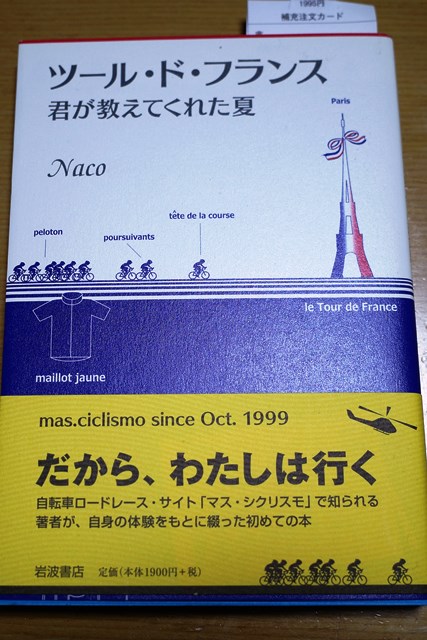 1995円
補充注文カード
ツール・ド・フランス
君が教えてくれた夏
Paris
Naco
tête de la course
peloton
poursuivants
le Tour de France
maillot jaune
mas.ciclismo since Oct. 1999
だから、わたしは行く
自転車ロードレース・サイト「マス・シクリスモ」で知られる
著者が、自身の体験をもとに綴った初めての本
岩波書店 定価(本体1900円+税)